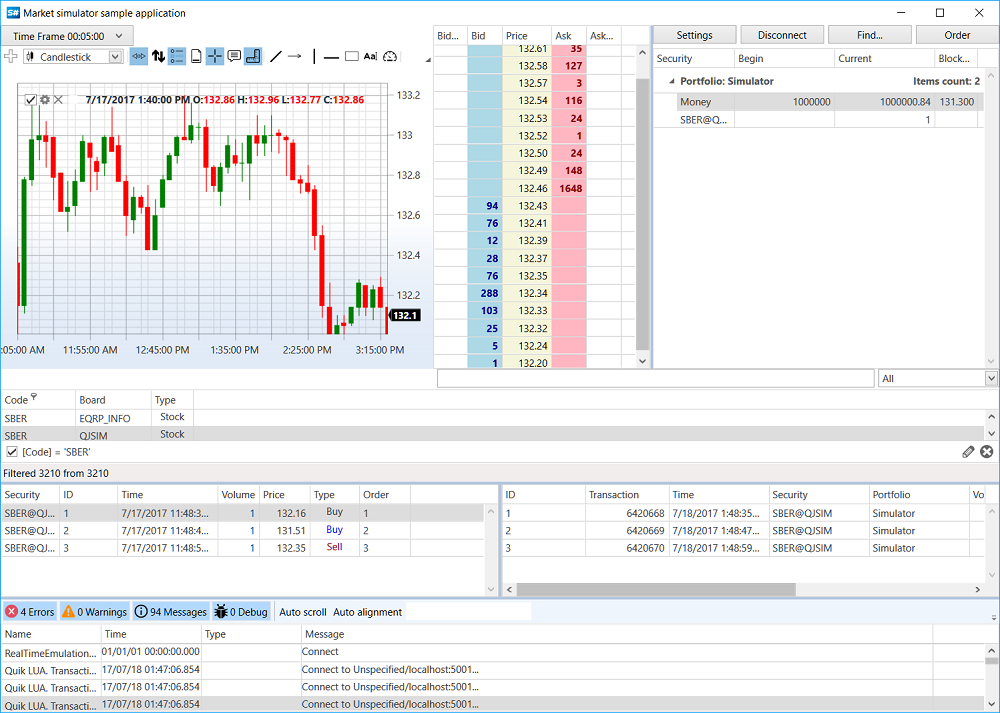 S# Market simulator sample application
Time Frame 00:05:00
Candlestick
Aa
7/17/2017 1:40:00 PM O:132.86 H:132.96 L:132.77 C:132.86
133.2
133
132.8
132.6
132.4
132.2
132.1
:05:00 AM 11:55:00 AM 12:45:00 PM 1:35:00 PM 2:25:00 PM 3:15:00 PM
Bid... Bid Price Ask Ask...
132.61 35
132.58 127
132.57 3
132.54 116
132.53 24
132.52 1
132.50 24
132.49 148
132.46 1648
94 132.43
76 132.41
12 132.39
28 132.37
76 132.35
288 132.34
103 132.33
25 132.32
5 132.24
1 132.20
Settings Disconnect Find... Order
Security Begin Current Block...
Portfolio: Simulator Items count: 2
Money 1000000 1000000.84 131.300
SBER@Q... 1
All
Code Board Type
SBER EQRP_INFO Stock
SBER QJSIM Stock
[Code] = 'SBER'
Filtered 3210 from 3210
Security ID Time Volume Price Type Order
SBER@QJ... 1 7/17/2017 11:48:3... 1 132.16 Buy 1
SBER@QJ... 2 7/17/2017 11:48:4... 1 131.51 Buy 2
SBER@QJ... 3 7/17/2017 11:48:5... 1 132.35 Sell 3
ID Transaction Time Security Portfolio Vo
1 6420668 7/18/2017 1:48:35... SBER@QJSIM Simulator
2 6420669 7/18/2017 1:48:47... SBER@QJSIM Simulator
3 6420670 7/18/2017 1:48:59... SBER@QJSIM Simulator
4 Errors 0 Warnings 94 Messages 0 Debug Auto scroll Auto alignment
Name Time Type Message
RealTimeEmulation... 01/01/01 00:00:00.000 Connect
Quik LUA. Transacti... 17/07/18 01:47:06.854 Connect to Unspecified/localhost:5001...
Quik LUA. Transacti... 17/07/18 01:47:06.854 Connect to Unspecified/localhost:5001...
Quik LUA. Transacti... 17/07/18 01:47:06.854 Connect to Unspecified/localhost:5001...